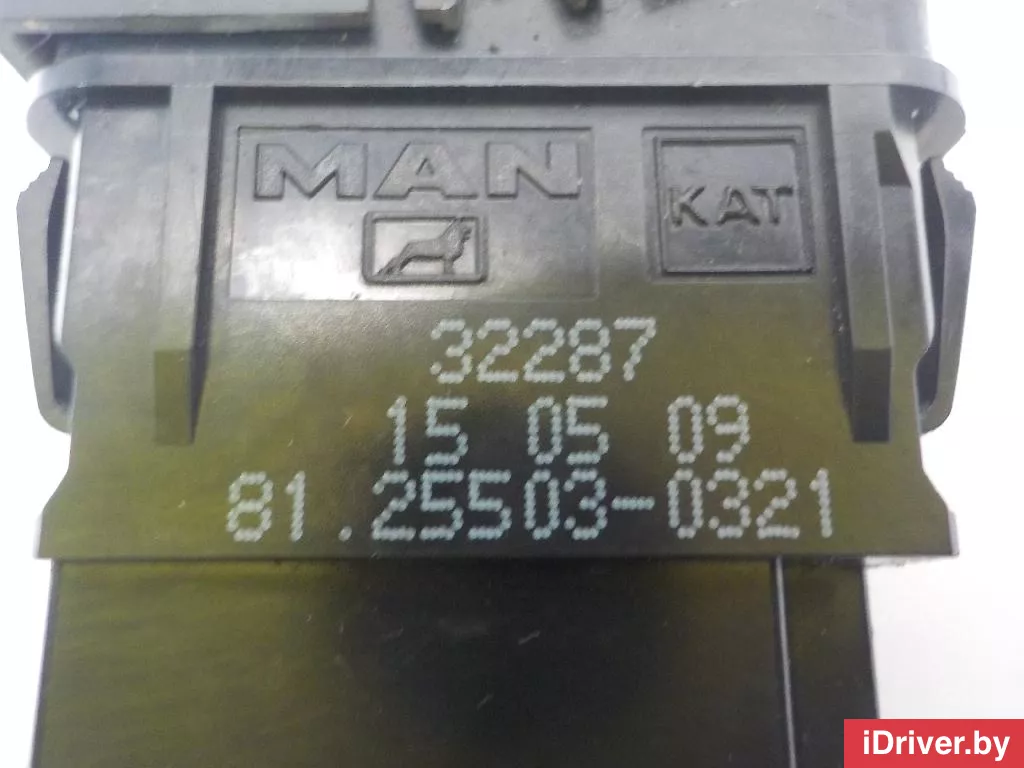 MAN
KAT
32287
15 05 09
81.25503-0321
iDriver.by